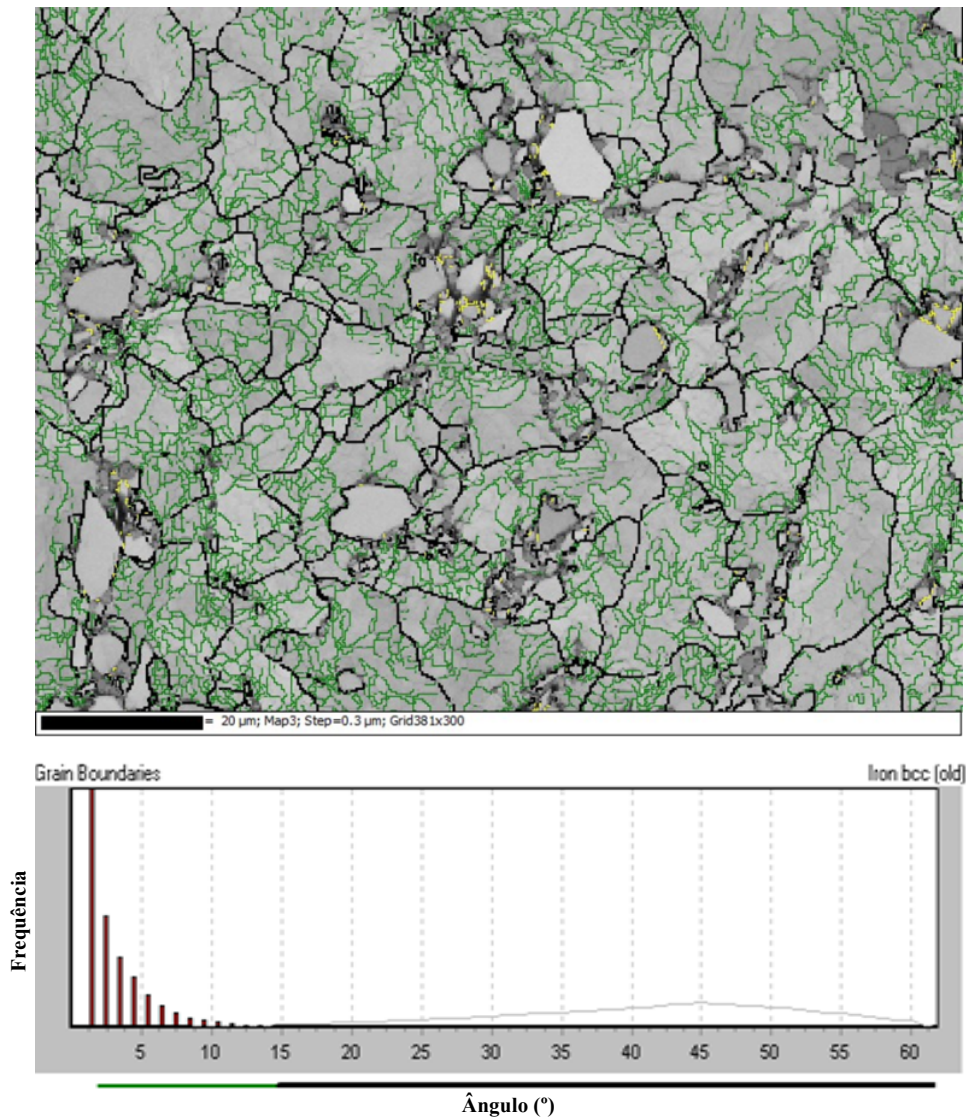 = 20 µm; Map3; Step=0.3 µm; Grid381x300
Grain Boundaries Iron bcc (old)
Frequência
5 10 15 20 25 30 35 40 45 50 55 60
Ângulo (º)